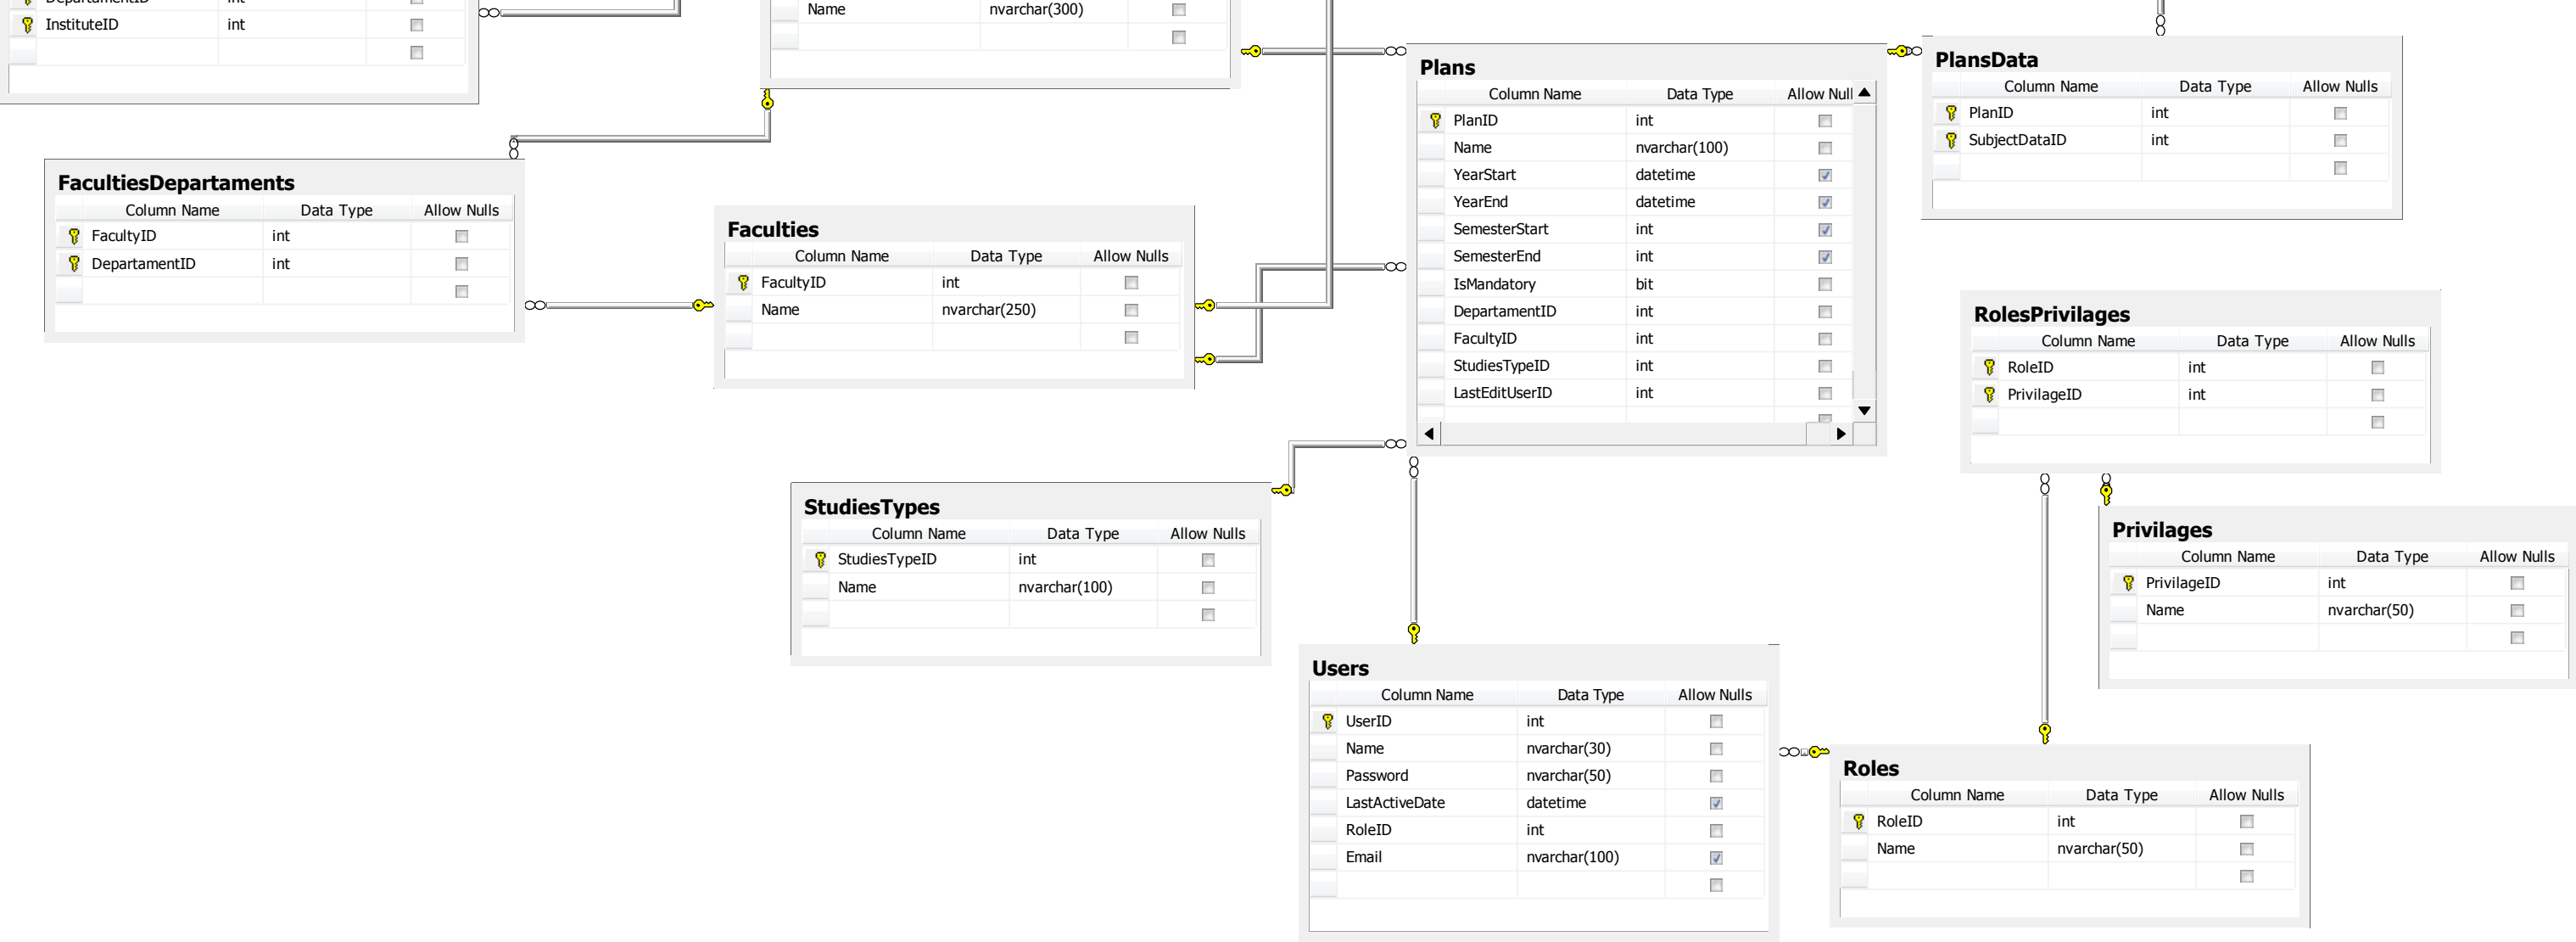 DepartamentID int
InstituteID int
Name nvarchar(300)
FacultiesDepartaments
Column Name Data Type Allow Nulls
FacultyID int
DepartamentID int
Faculties
Column Name Data Type Allow Nulls
FacultyID int
Name nvarchar(250)
StudiesTypes
Column Name Data Type Allow Nulls
StudiesTypeID int
Name nvarchar(100)
Plans
Column Name Data Type Allow Null
PlanID int
Name nvarchar(100)
YearStart datetime
YearEnd datetime
SemesterStart int
SemesterEnd int
IsMandatory bit
DepartamentID int
FacultyID int
StudiesTypeID int
LastEditUserID int
PlansData
Column Name Data Type Allow Nulls
PlanID int
SubjectDataID int
RolesPrivilages
Column Name Data Type Allow Nulls
RoleID int
PrivilageID int
Privilages
Column Name Data Type Allow Nulls
PrivilageID int
Name nvarchar(50)
Users
Column Name Data Type Allow Nulls
UserID int
Name nvarchar(30)
Password nvarchar(50)
LastActiveDate datetime
RoleID int
Email nvarchar(100)
Roles
Column Name Data Type Allow Nulls
RoleID int
Name nvarchar(50)